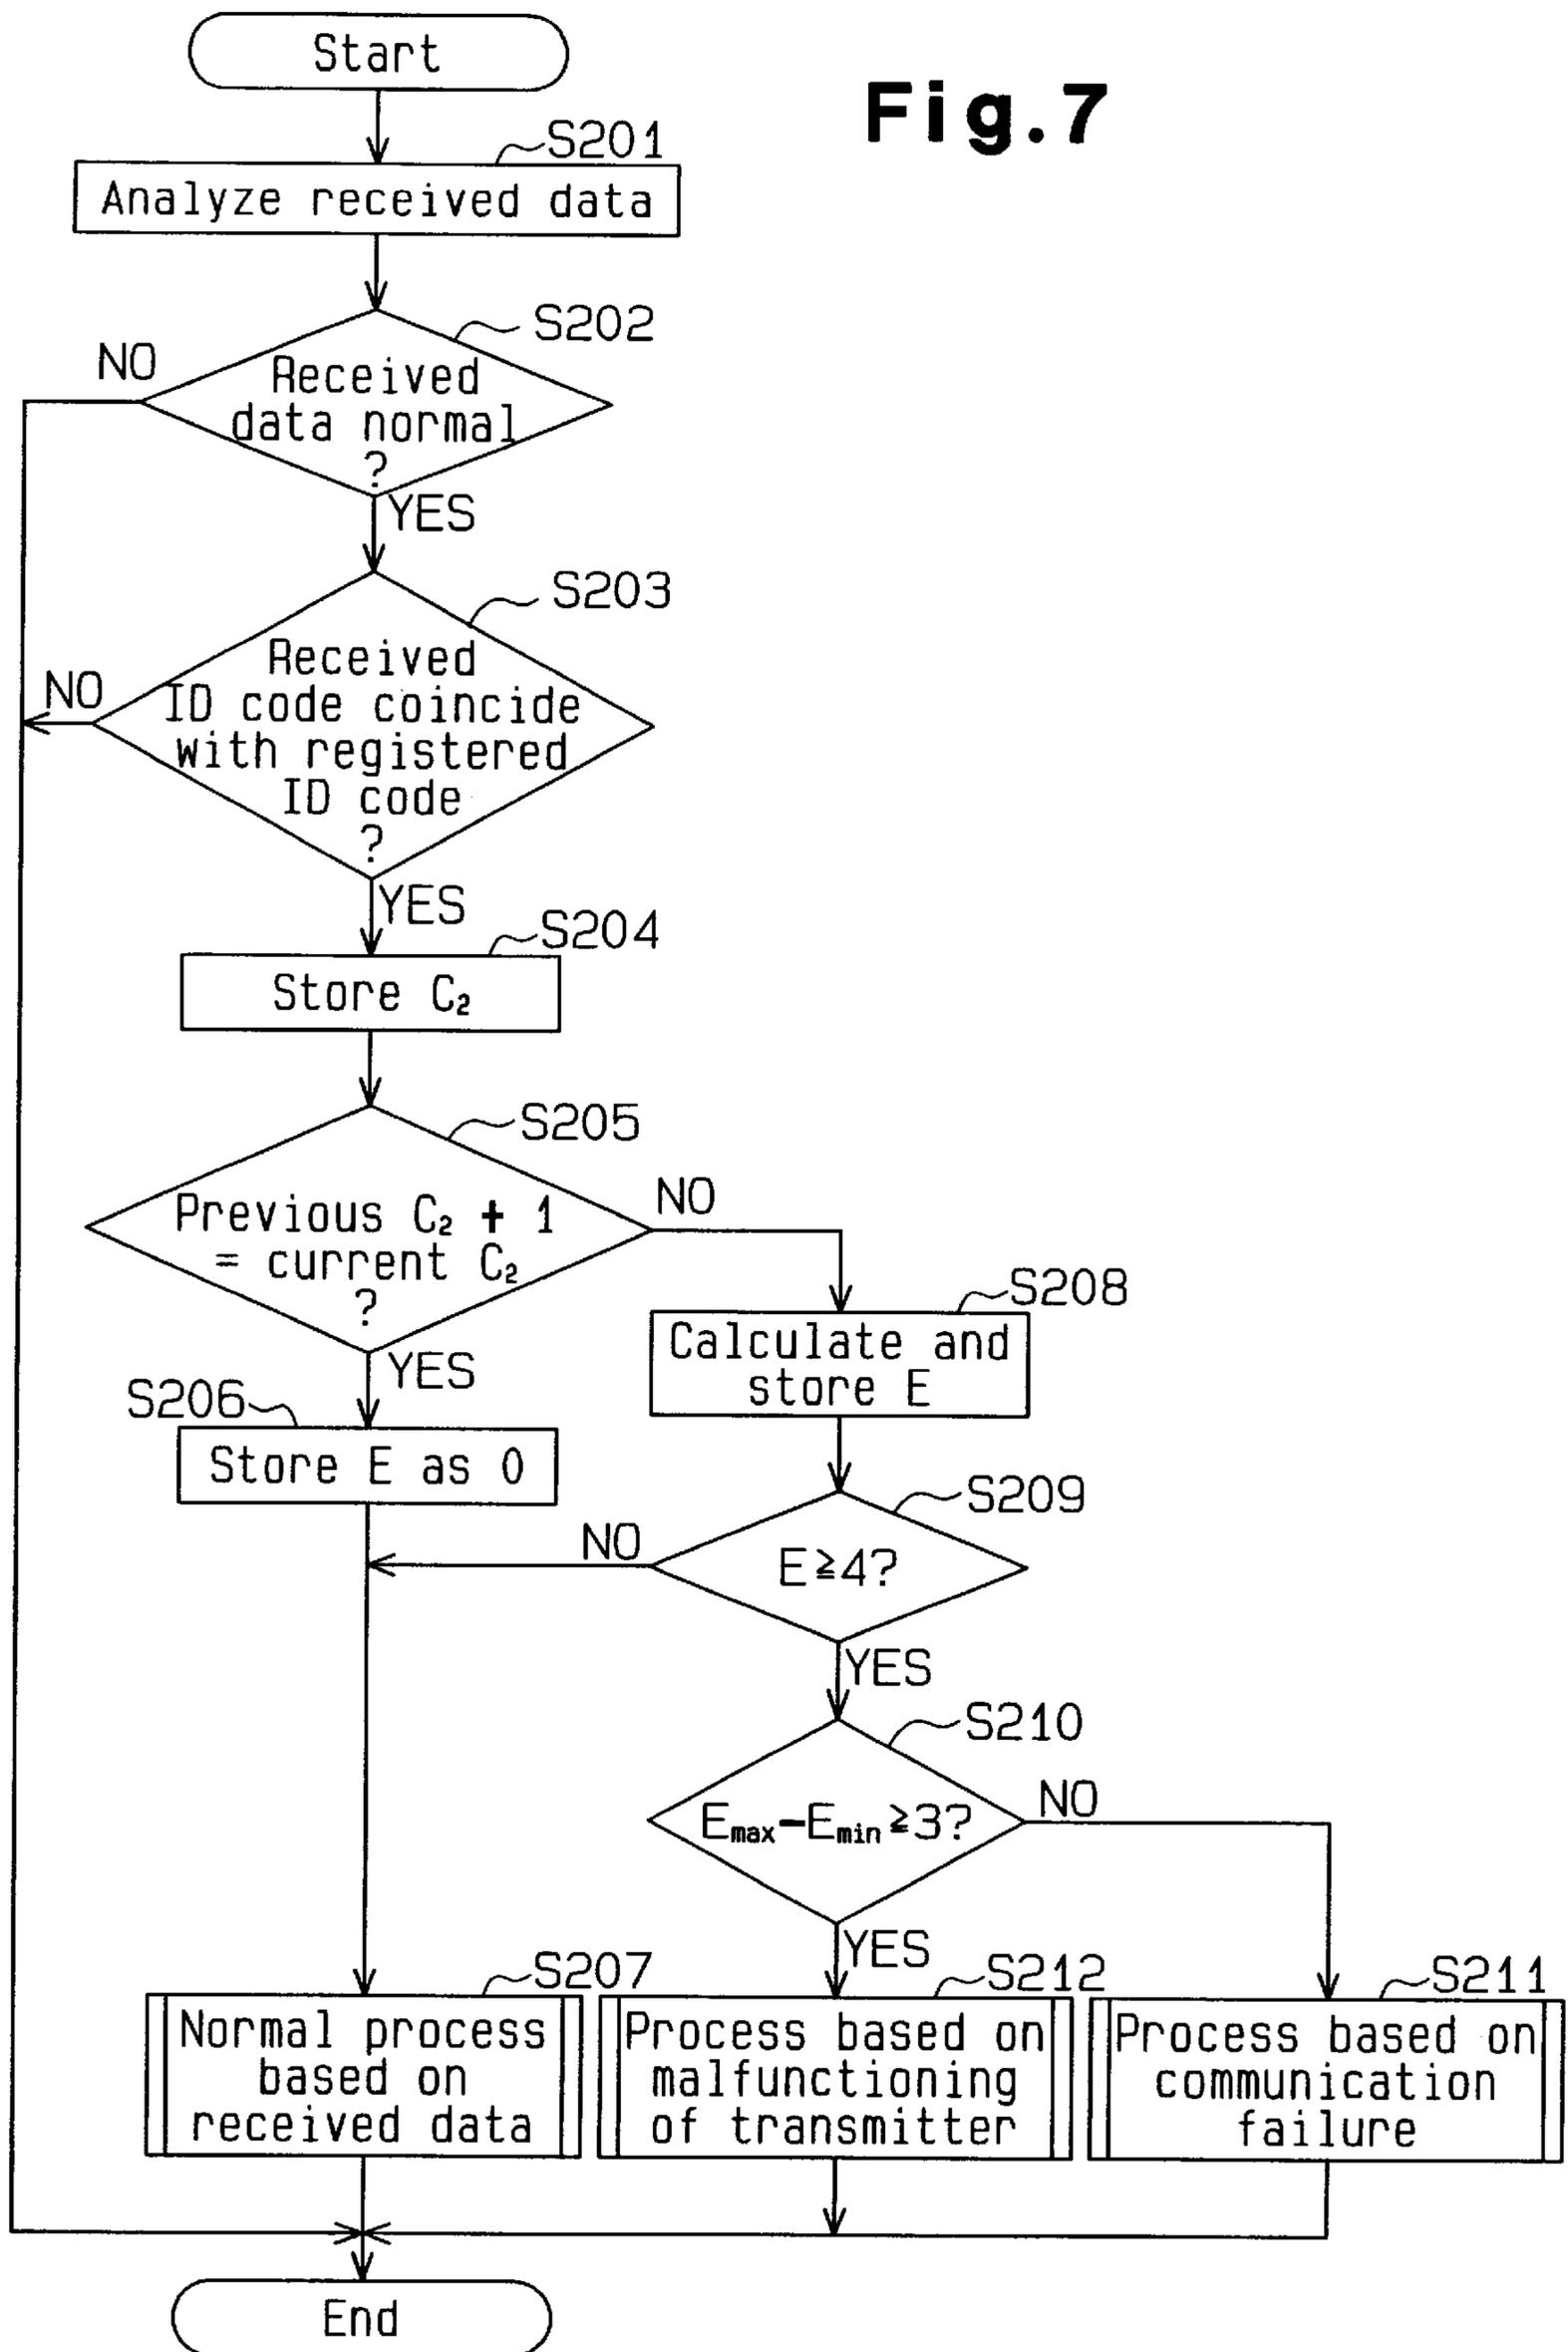 Start
Fig.7
S201
Analyze received data
S202
NO
Received
data normal
?
YES
S203
NO
Received
ID code coincide
with registered
ID code
?
YES
S204
Store C₂
S205
Previous C₂ + 1
= current C₂
?
NO
YES
S208
Calculate and
store E
S206
Store E as 0
S209
NO
E≧4?
YES
S210
Emax−Emin≧3?
NO
YES
S207
Normal process
based on
received data
S212
Process based on
malfunctioning
of transmitter
S211
Process based on
communication
failure
End